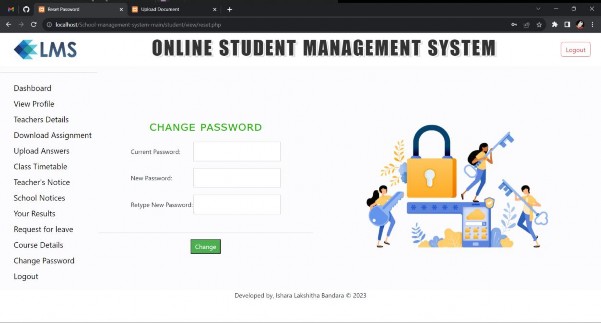 Reset Password
Upload Document
localhost/School-management-system-main/student/view/reset.php
LMS
ONLINE STUDENT MANAGEMENT SYSTEM
Logout
Dashboard
View Profile
Teachers Details
Download Assignment
Upload Answers
Class Timetable
Teacher's Notice
School Notices
Your Results
Request for leave
Course Details
Change Password
Logout
CHANGE PASSWORD
Current Password:
New Password:
Retype New Password:
Change
Developed by, Ishara Lakshitha Bandara © 2023